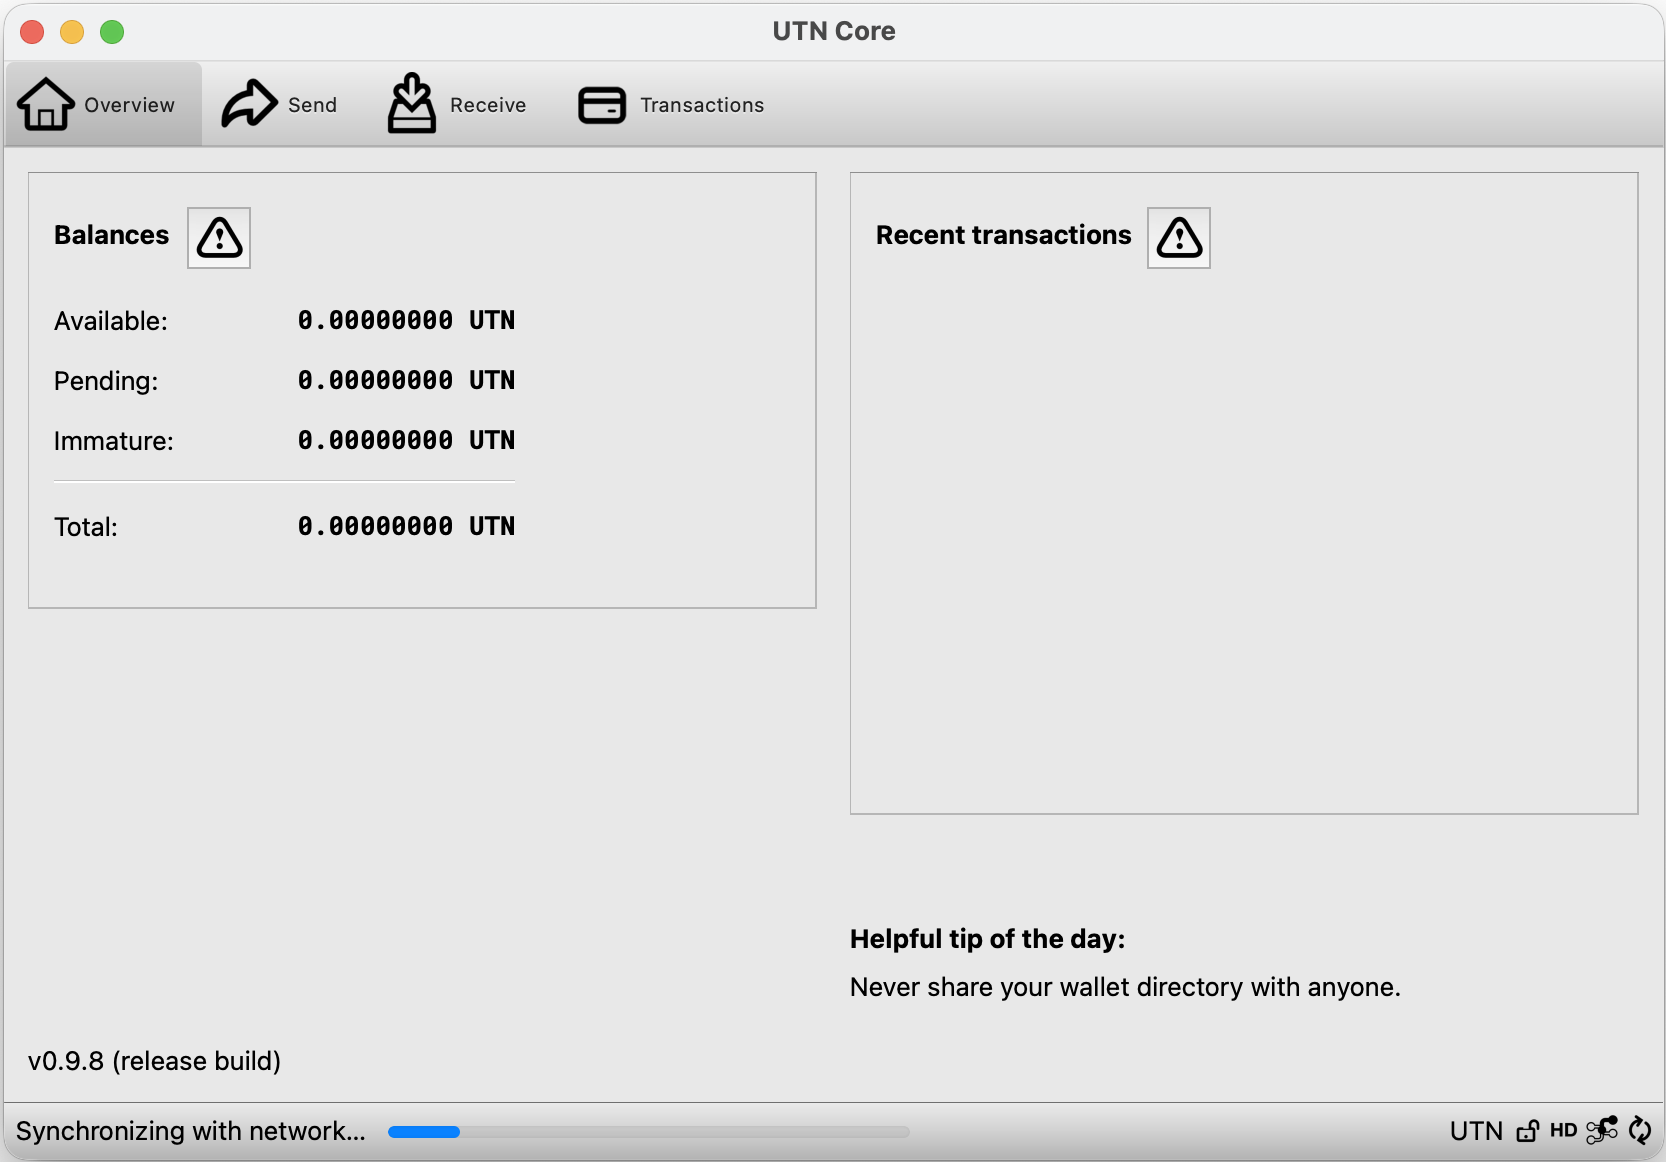 UTN Core
Overview
Send
Receive
Transactions
Balances
Available: 0.00000000 UTN
Pending: 0.00000000 UTN
Immature: 0.00000000 UTN
Total: 0.00000000 UTN
Recent transactions
Helpful tip of the day:
Never share your wallet directory with anyone.
v0.9.8 (release build)
Synchronizing with network...
UTN
HD